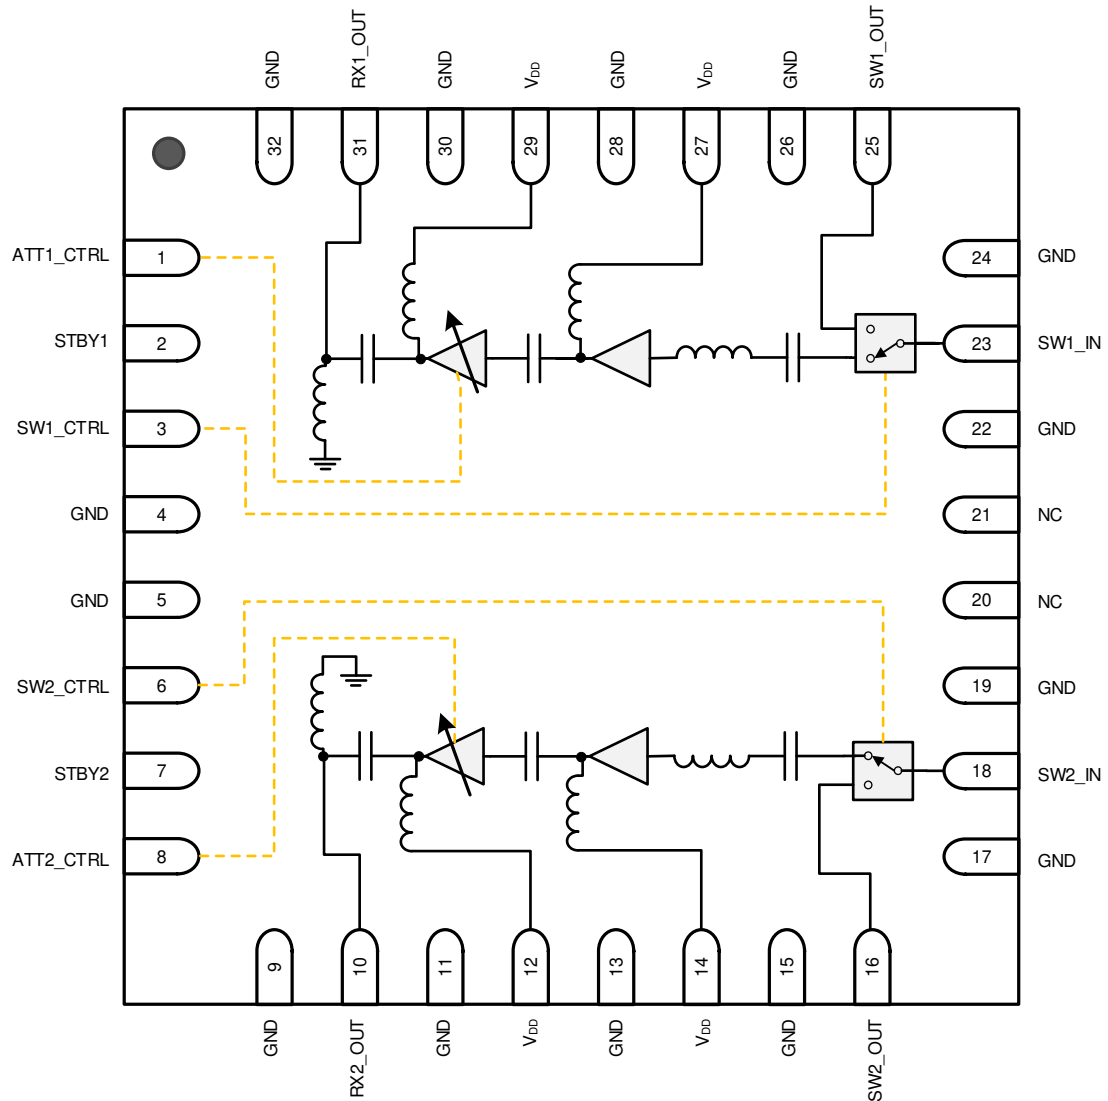 GND
RX1_OUT
GND
VDD
GND
VDD
GND
SW1_OUT
32
31
30
29
28
27
26
25
ATT1_CTRL 1
24 GND
STBY1 2
23 SW1_IN
SW1_CTRL 3
22 GND
GND 4
21 NC
GND 5
20 NC
SW2_CTRL 6
19 GND
STBY2 7
18 SW2_IN
ATT2_CTRL 8
17 GND
9
10
11
12
13
14
15
16
GND
RX2_OUT
GND
VDD
GND
VDD
GND
SW2_OUT